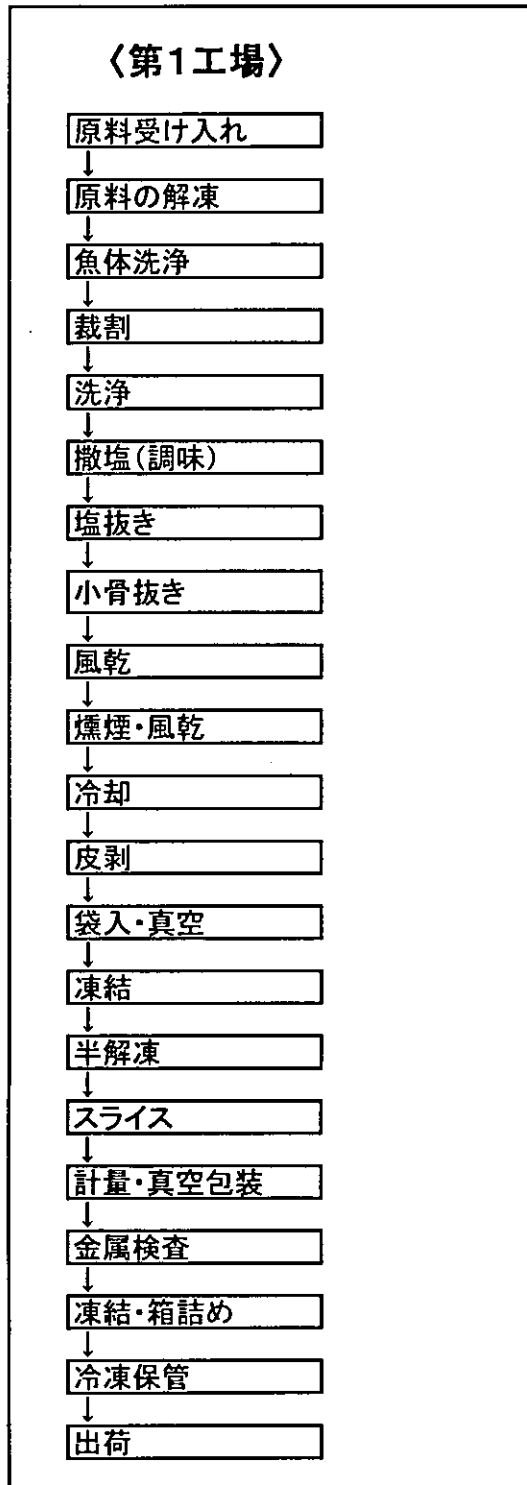 〈第1工場〉
原料受け入れ
↓
原料の解凍
↓
魚体洗浄
↓
裁割
↓
洗浄
↓
撒塩(調味)
↓
塩抜き
↓
小骨抜き
↓
風乾
↓
燻煙・風乾
↓
冷却
↓
皮剥
↓
袋入・真空
↓
凍結
↓
半解凍
↓
スライス
↓
計量・真空包装
↓
金属検査
↓
凍結・箱詰め
↓
冷凍保管
↓
出荷